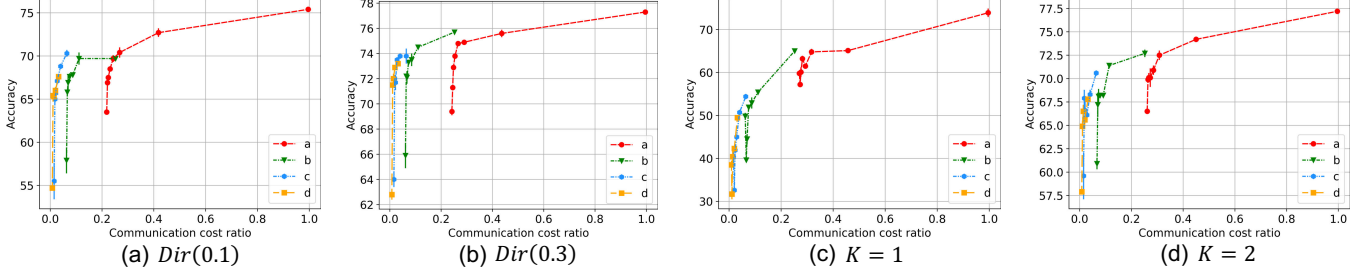 75
70
65
60
55
Accuracy
0.0 0.2 0.4 0.6 0.8 1.0
Communication cost ratio
a
b
c
d
(a) Dir(0.1)
78
76
74
72
70
68
66
64
62
Accuracy
0.0 0.2 0.4 0.6 0.8 1.0
Communication cost ratio
a
b
c
d
(b) Dir(0.3)
70
60
50
40
30
Accuracy
0.0 0.2 0.4 0.6 0.8 1.0
Communication cost ratio
a
b
c
d
(c) K = 1
77.5
75.0
72.5
70.0
67.5
65.0
62.5
60.0
57.5
Accuracy
0.0 0.2 0.4 0.6 0.8 1.0
Communication cost ratio
a
b
c
d
(d) K = 2